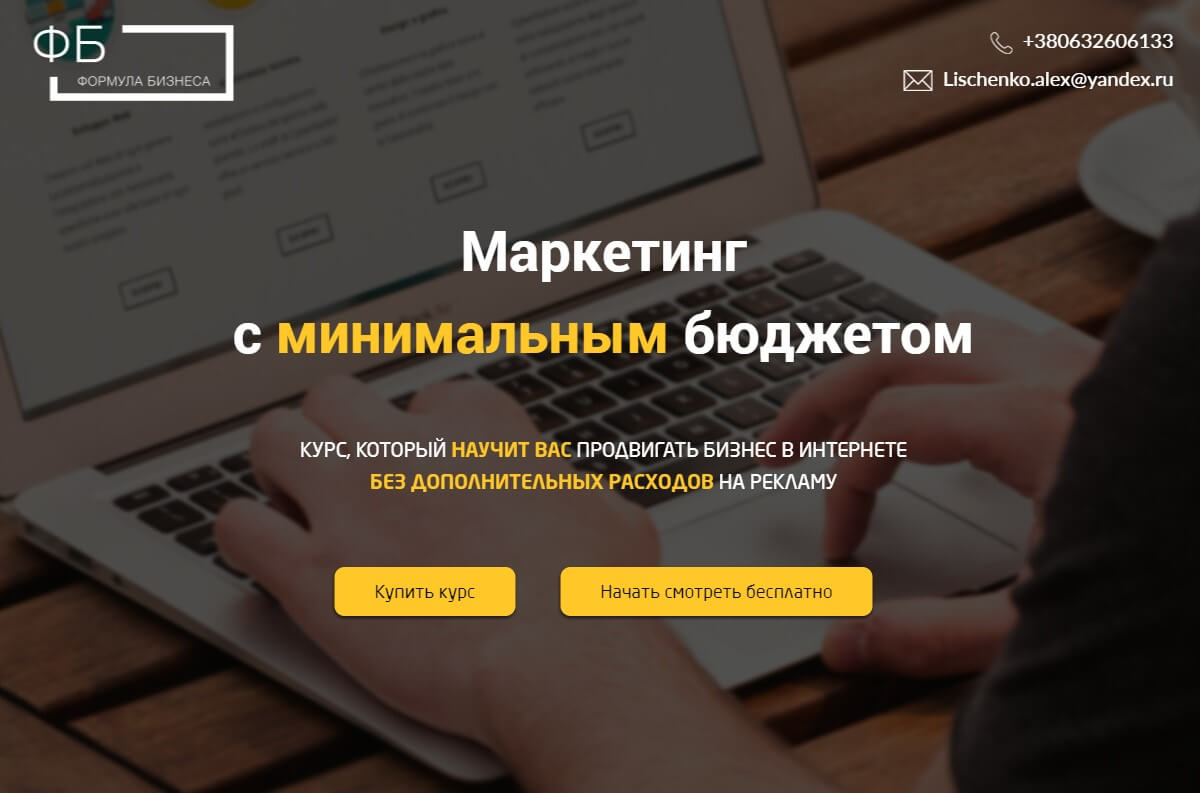 ФБ
ФОРМУЛА БИЗНЕСА
+380632606133
Lischenko.alex@yandex.ru
Маркетинг
с минимальным бюджетом
КУРС, КОТОРЫЙ НАУЧИТ ВАС ПРОДВИГАТЬ БИЗНЕС В ИНТЕРНЕТЕ
БЕЗ ДОПОЛНИТЕЛЬНЫХ РАСХОДОВ НА РЕКЛАМУ
Купить курс
Начать смотреть бесплатно